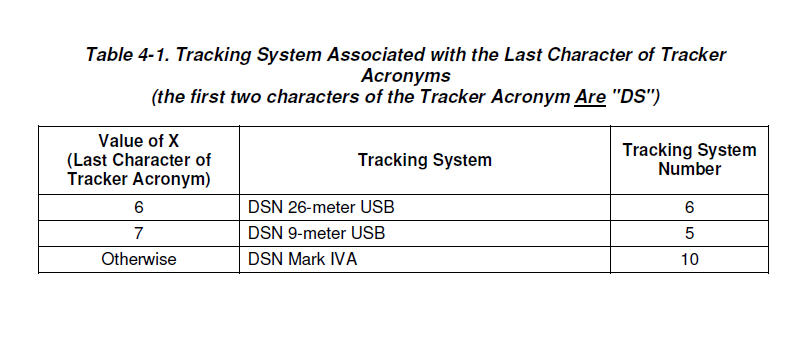 Table 4-1. Tracking System Associated with the Last Character of Tracker
Acronyms
(the first two characters of the Tracker Acronym Are "DS")
Value of X
(Last Character of
Tracker Acronym)
Tracking System
Tracking System
Number
6 DSN 26-meter USB 6
7 DSN 9-meter USB 5
Otherwise DSN Mark IVA 10